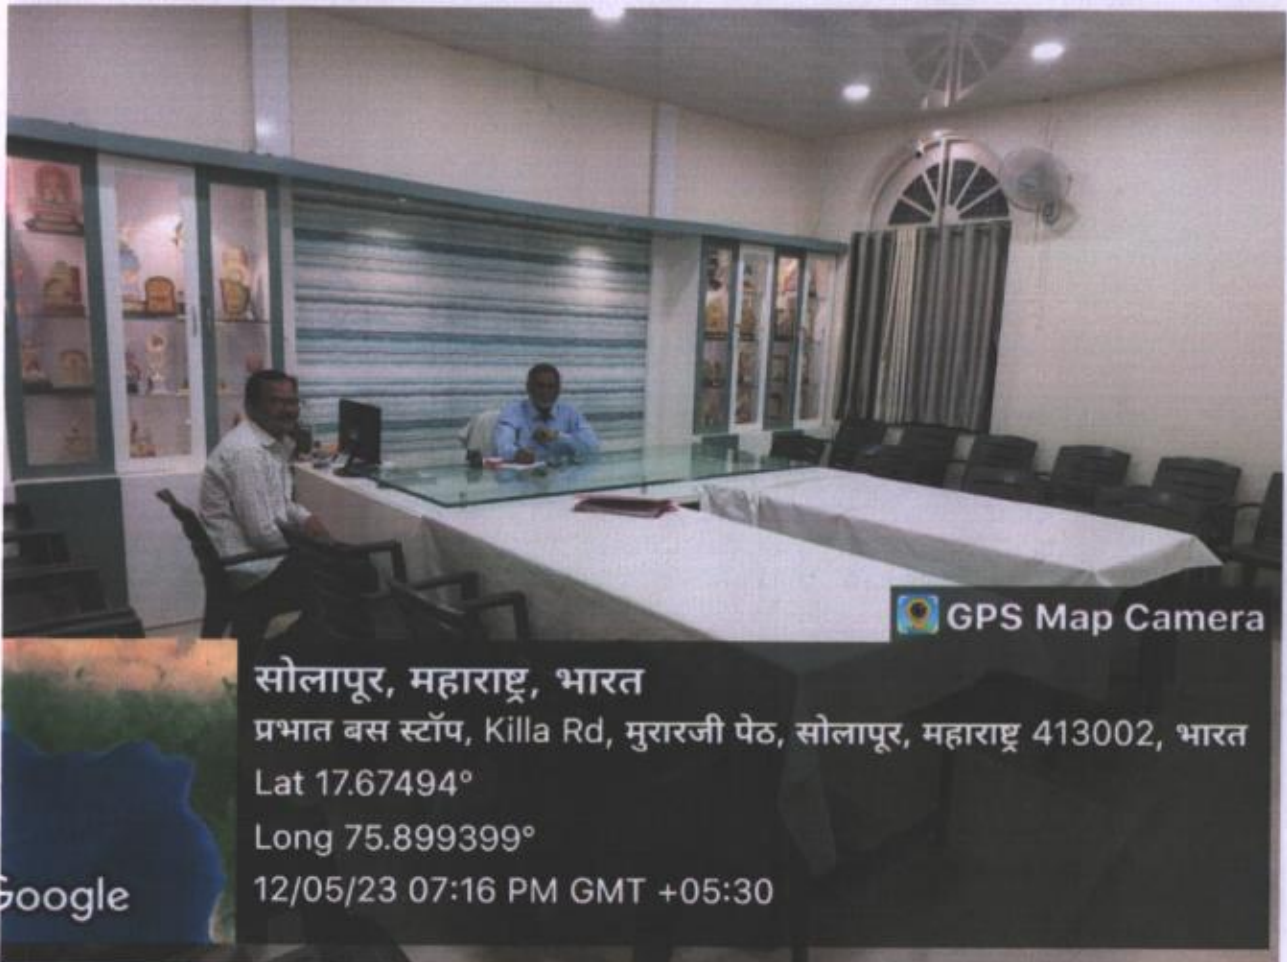 GPS Map Camera
सोलापूर, महाराष्ट्र, भारत
प्रभात बस स्टॉप, Killa Rd, मुरारजी पेठ, सोलापूर, महाराष्ट्र 413002, भारत
Lat 17.67494°
Long 75.899399°
12/05/23 07:16 PM GMT +05:30
Google